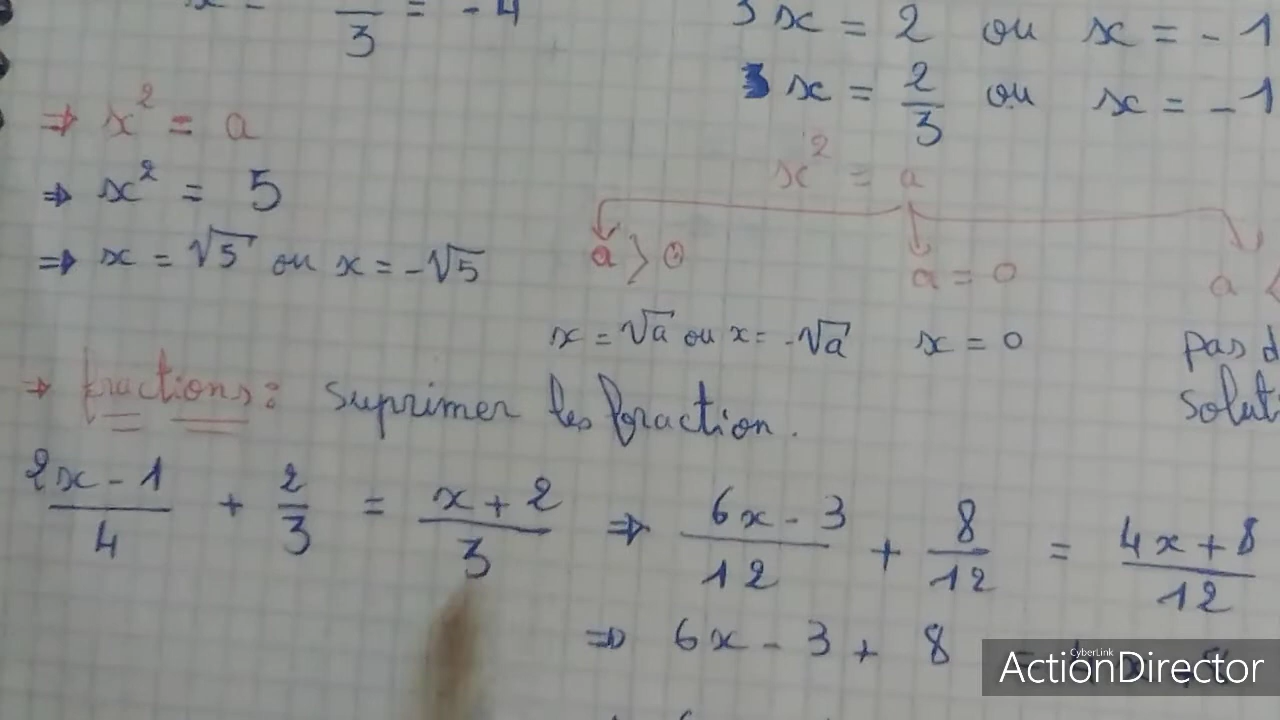 = - 4
3
3x = 2 ou x = - 1
x = 2/3 ou x = - 1
⇒ x² = a
⇒ x² = 5
⇒ x = √5 ou x = -√5
x² = a
a > 0
a = 0
a <
x = √a ou x = -√a
x = 0
pas d
solut
⇒ fractions: Suprimer les fraction.
(2x - 1)/4 + 2/3 = (x + 2)/3 ⇒ (6x - 3)/12 + 8/12 = (4x + 8)/12
⇒ 6x - 3 + 8
CyberLink
ActionDirector